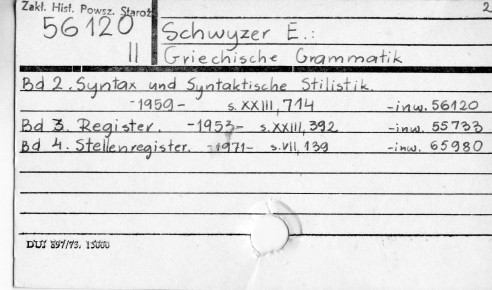 Zakł. Hist. Powsz. Staroż. 2
56120 Schwyzer E.:
II Griechische Grammatik
Bd 2. Syntax und Syntaktische Stilistik.
-1959- s. XXIII, 714 -inw. 56120
Bd 3. Register. -1953- s. XXIII, 392 -inw. 55733
Bd 4. Stellenregister. -1971- s. VII, 139 -inw. 65980
DUJ 897/73. 15000